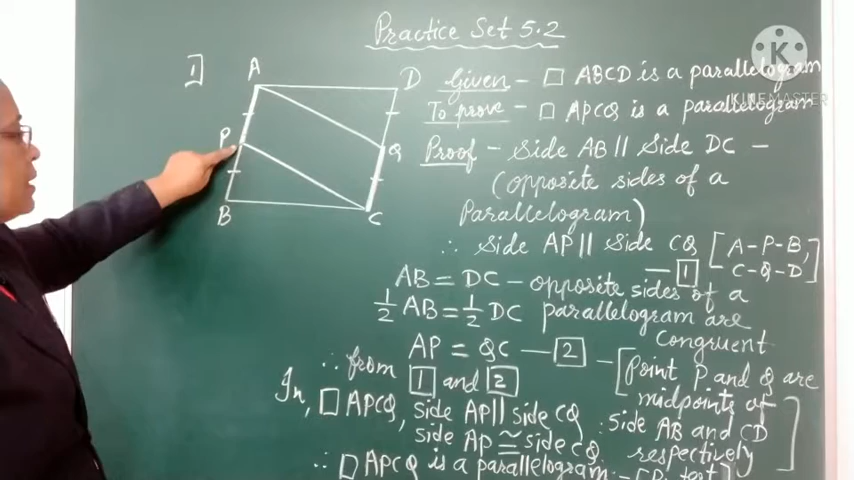 Practice Set 5.2
1]
A
D
P
Q
B
C
Given - □ ABCD is a parallelogram
To prove - □ APCQ is a parallelogram
Proof - Side AB || Side DC -
(opposite sides of a
Parallelogram)
∴ Side AP || Side CQ [A-P-B,
C-Q-D]
— 1
AB = DC - opposite sides of a
1/2 AB = 1/2 DC parallelogram are
congruent
AP = QC — 2 - [Point P and Q are
midpoints of
side AB and CD
respectively]
∴ from 1 and 2
In, □ APCQ, side AP || side CQ
side AP ≅ side CQ
∴ □ APCQ is a parallelogram. - test]
K
KINEMASTER